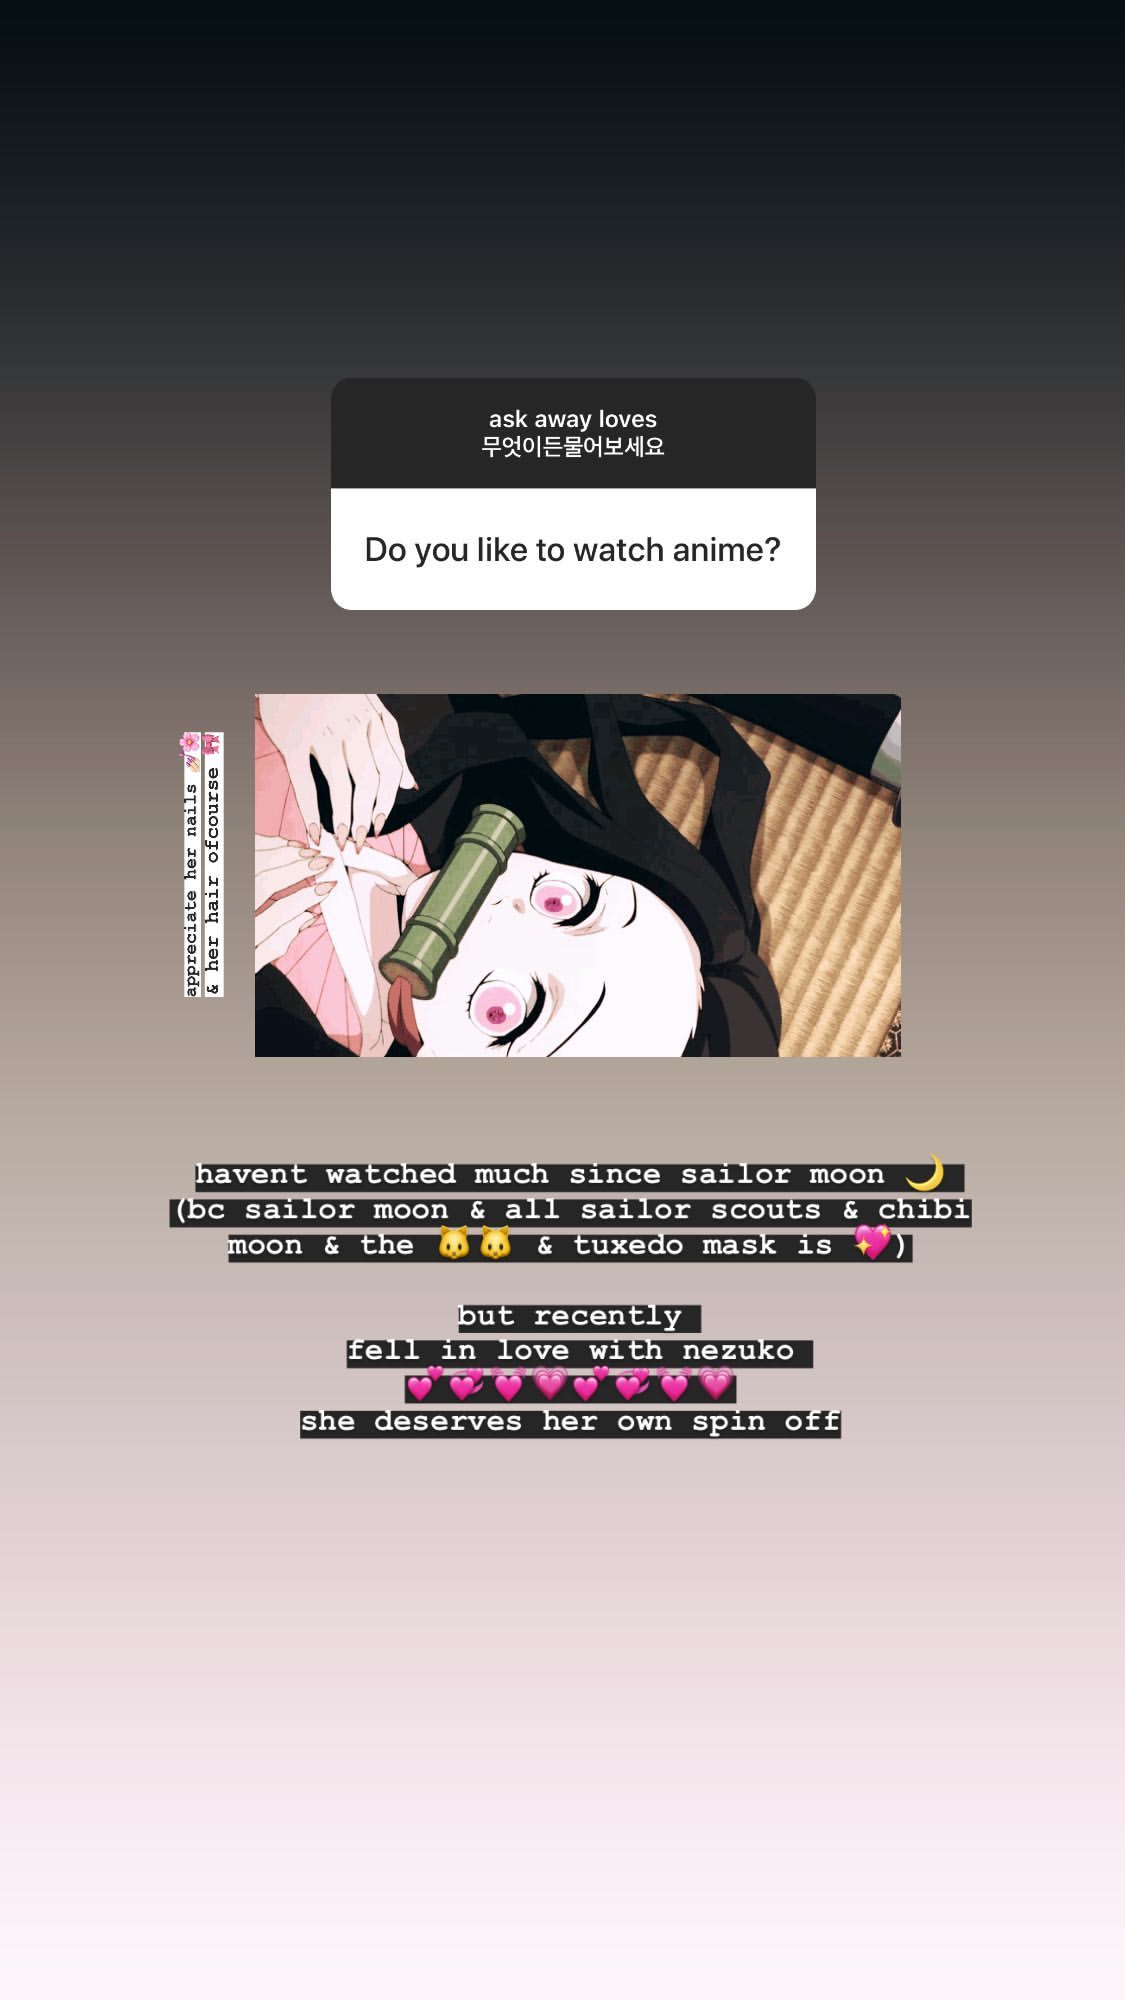 ask away loves
무엇이든물어보세요
Do you like to watch anime?
appreciate her nails 🌸💅🏻
& her hair ofcourse 🎀
havent watched much since sailor moon 🌙
(bc sailor moon & all sailor scouts & chibi
moon & the 🐱🐱 & tuxedo mask is 💖)
but recently
fell in love with nezuko
💕💞💓💗💕💞💓💗
she deserves her own spin off